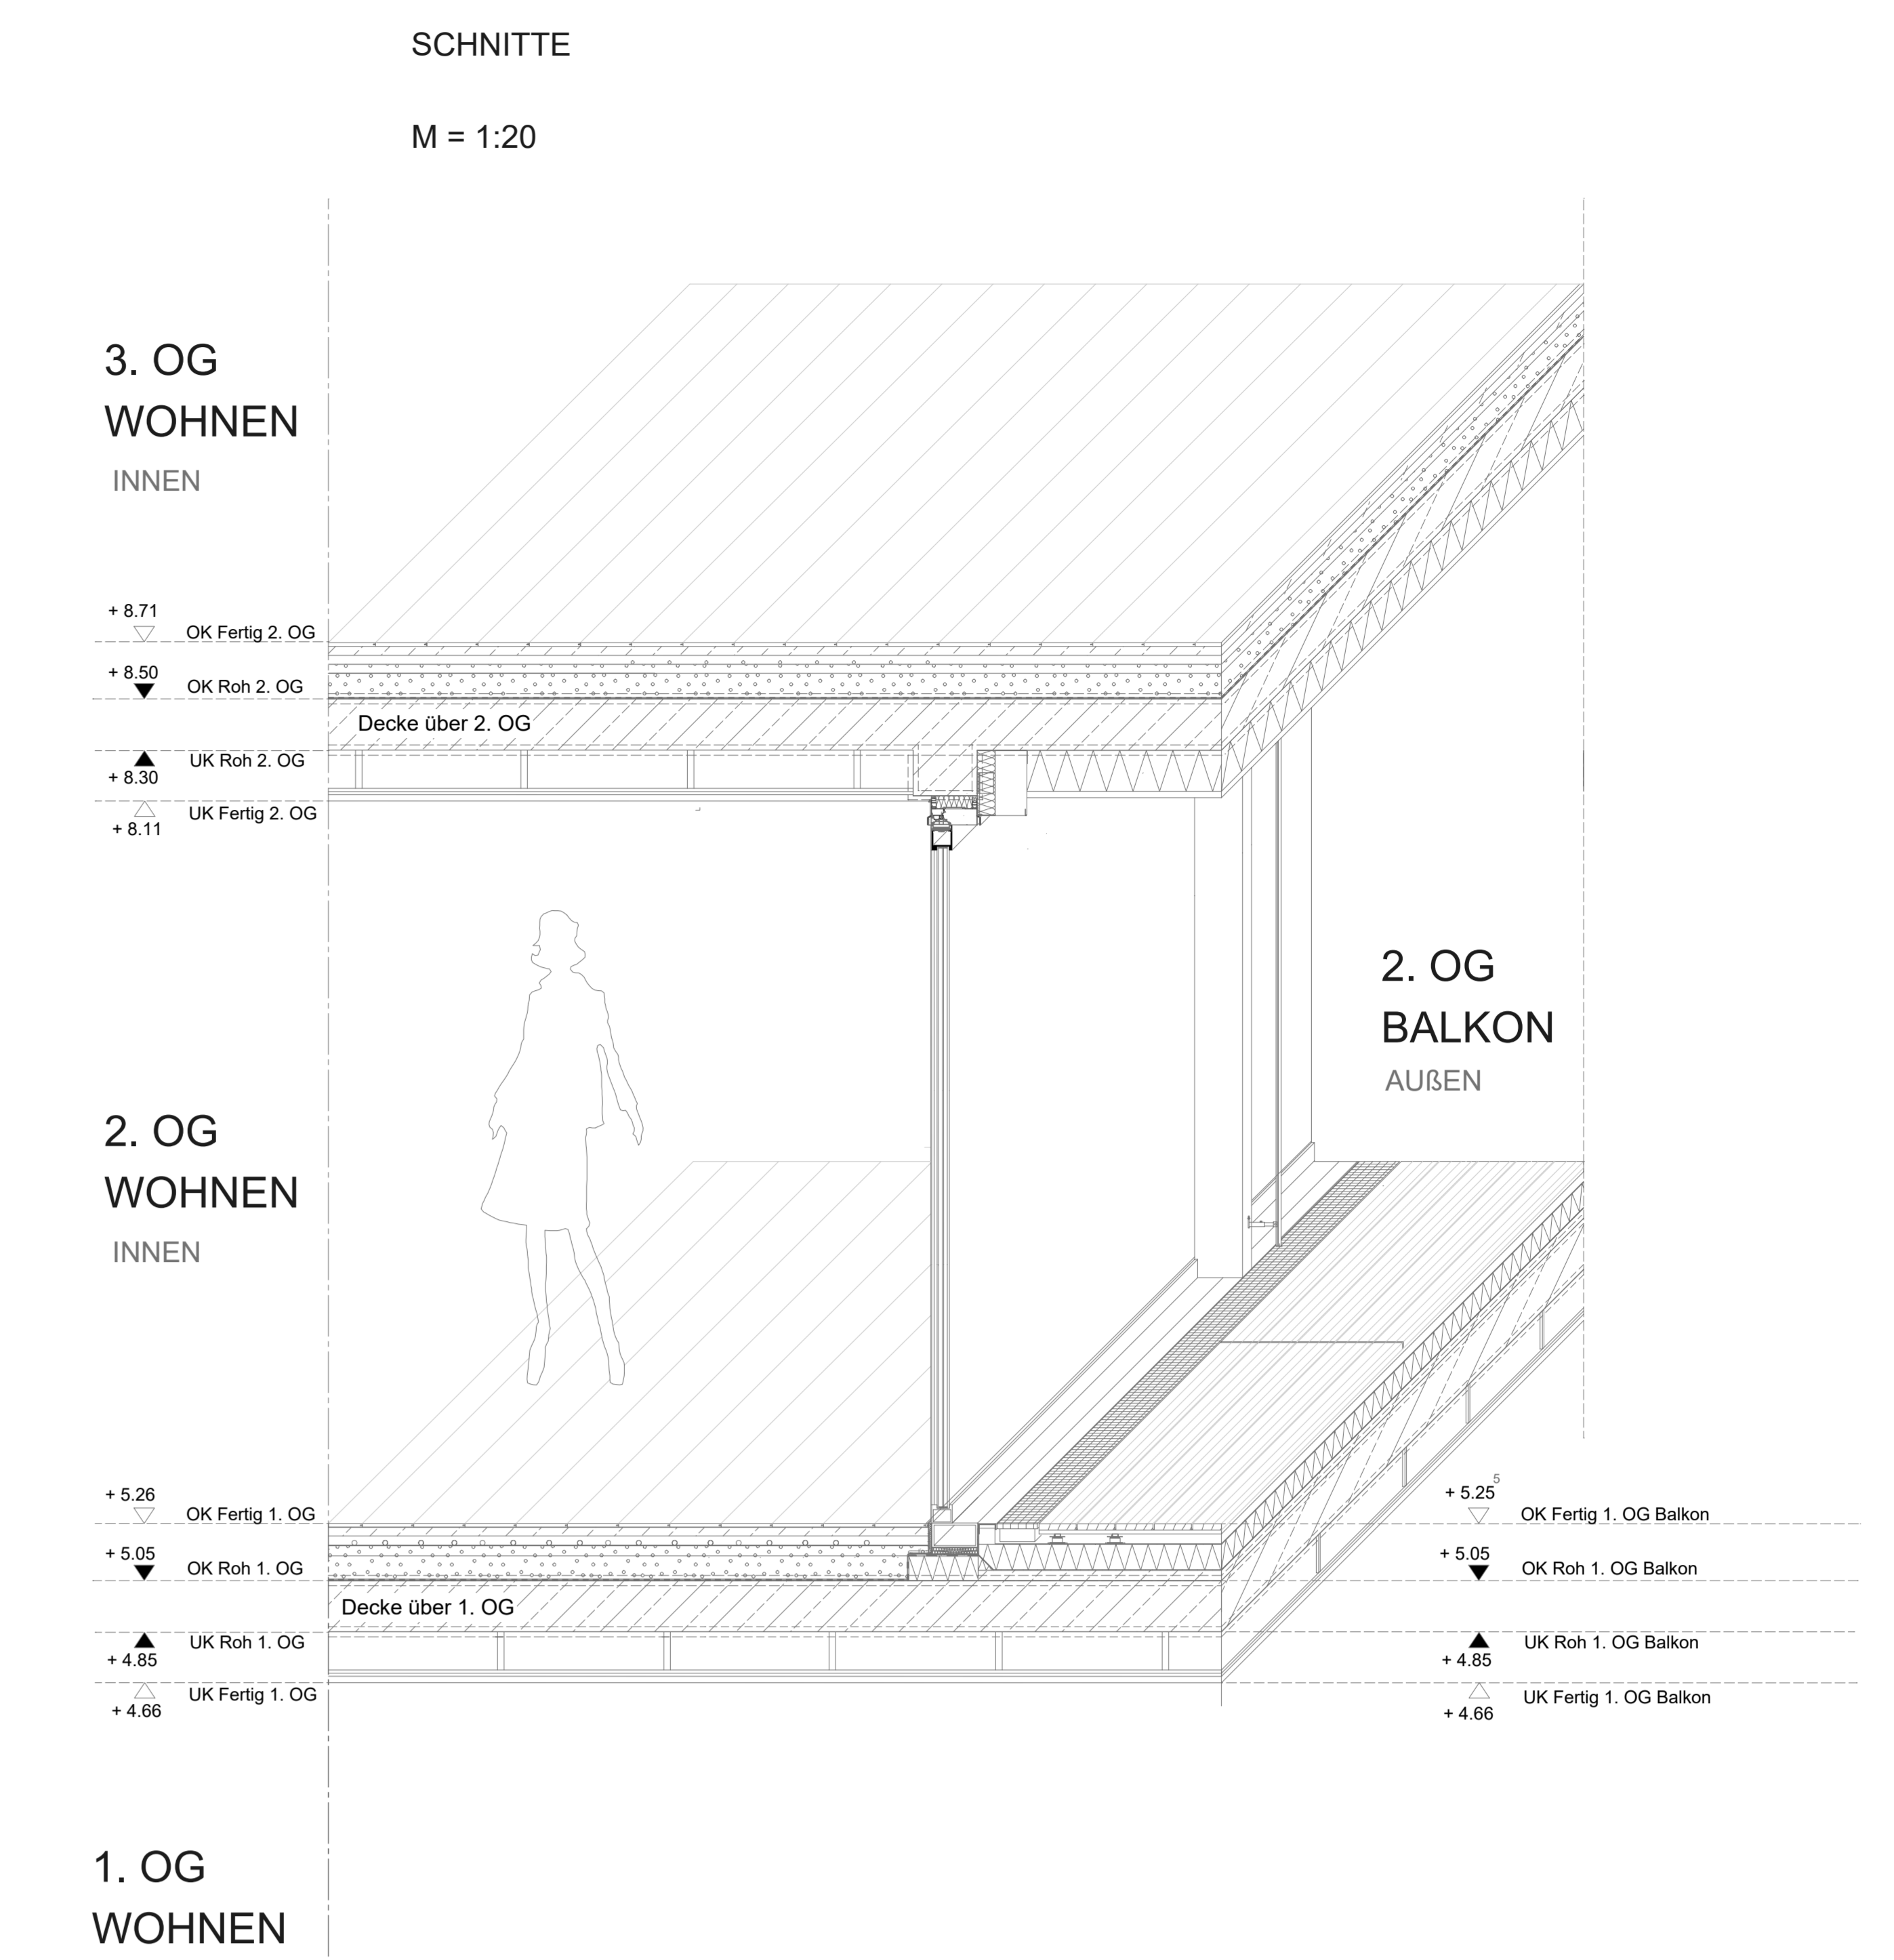 SCHNITTE
M = 1:20
3. OG
WOHNEN
INNEN
+ 8.71
OK Fertig 2. OG
+ 8.50
OK Roh 2. OG
Decke über 2. OG
UK Roh 2. OG
+ 8.30
UK Fertig 2. OG
+ 8.11
2. OG
BALKON
AUßEN
2. OG
WOHNEN
INNEN
+ 5.26
OK Fertig 1. OG
+ 5.05
OK Roh 1. OG
Decke über 1. OG
UK Roh 1. OG
+ 4.85
UK Fertig 1. OG
+ 4.66
+ 5.25 5
OK Fertig 1. OG Balkon
+ 5.05
OK Roh 1. OG Balkon
UK Roh 1. OG Balkon
+ 4.85
UK Fertig 1. OG Balkon
+ 4.66
1. OG
WOHNEN